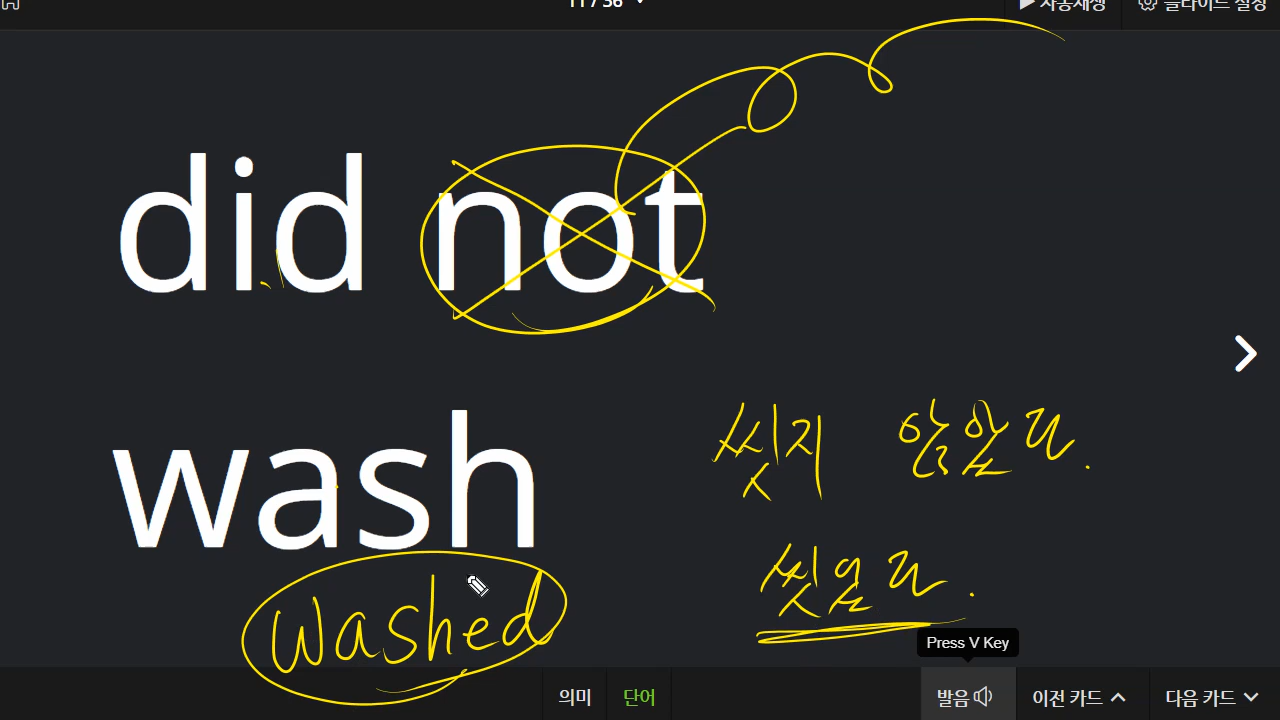 11 / 36
▶ 자동재생
슬라이드 설정
did not
wash
씻지 않았다.
씻었다.
washed
Press V Key
의미
단어
발음
이전 카드
다음 카드